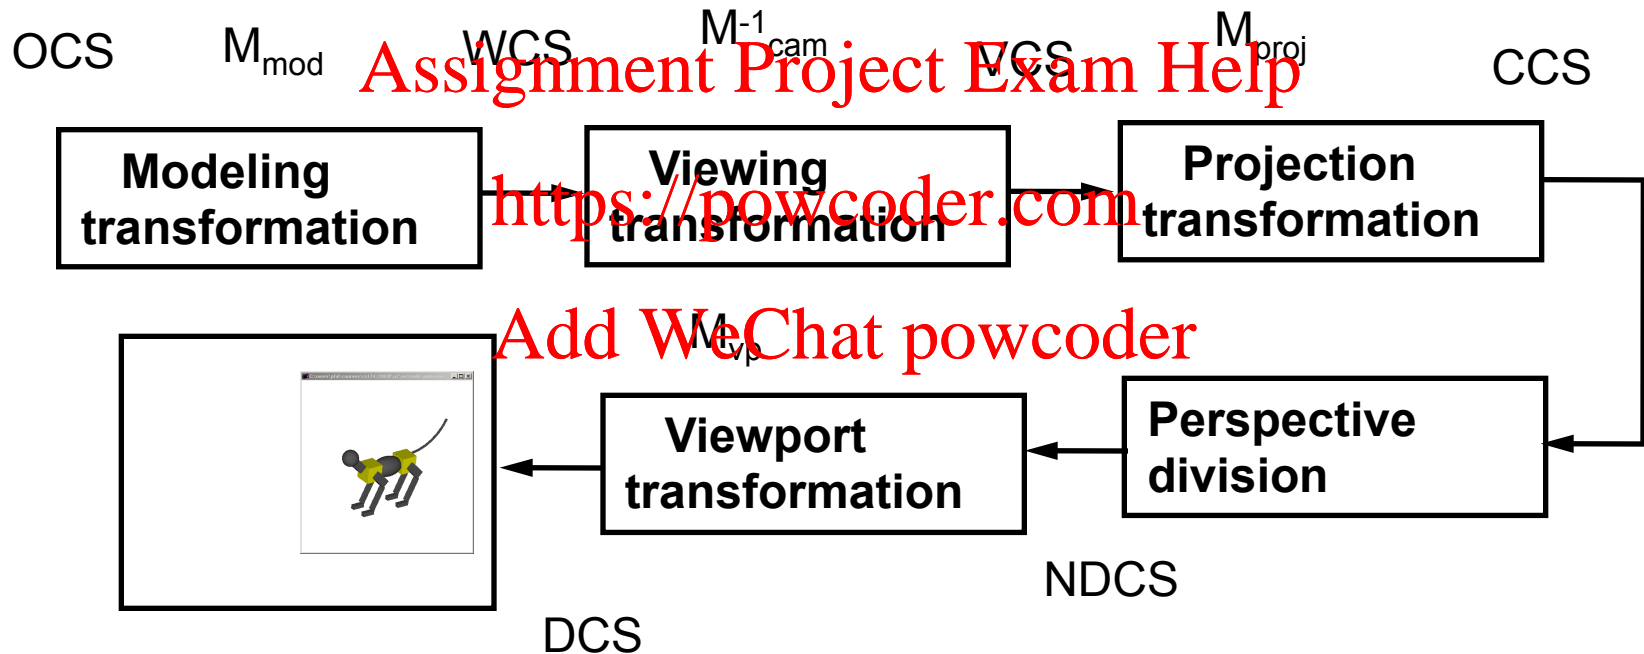 OCS M_mod WCS M^-1_cam VCS M_proj CCS
Assignment Project Exam Help
Modeling transformation
Viewing transformation
Projection transformation
https://powcoder.com
Add WeChat powcoder
M_vp
Viewport transformation
Perspective division
NDCS
DCS